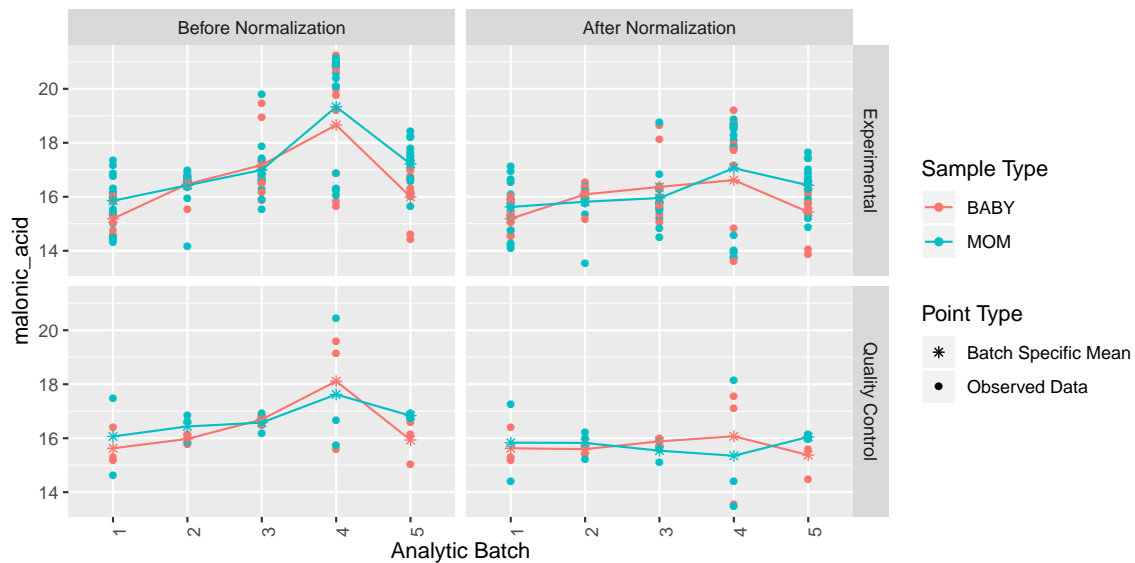 Before Normalization
After Normalization
malonic_acid
20
18
16
14
Experimental
20
18
16
14
Quality Control
1
2
3
4
5
1
2
3
4
5
Analytic Batch
Sample Type
BABY
MOM
Point Type
Batch Specific Mean
Observed Data